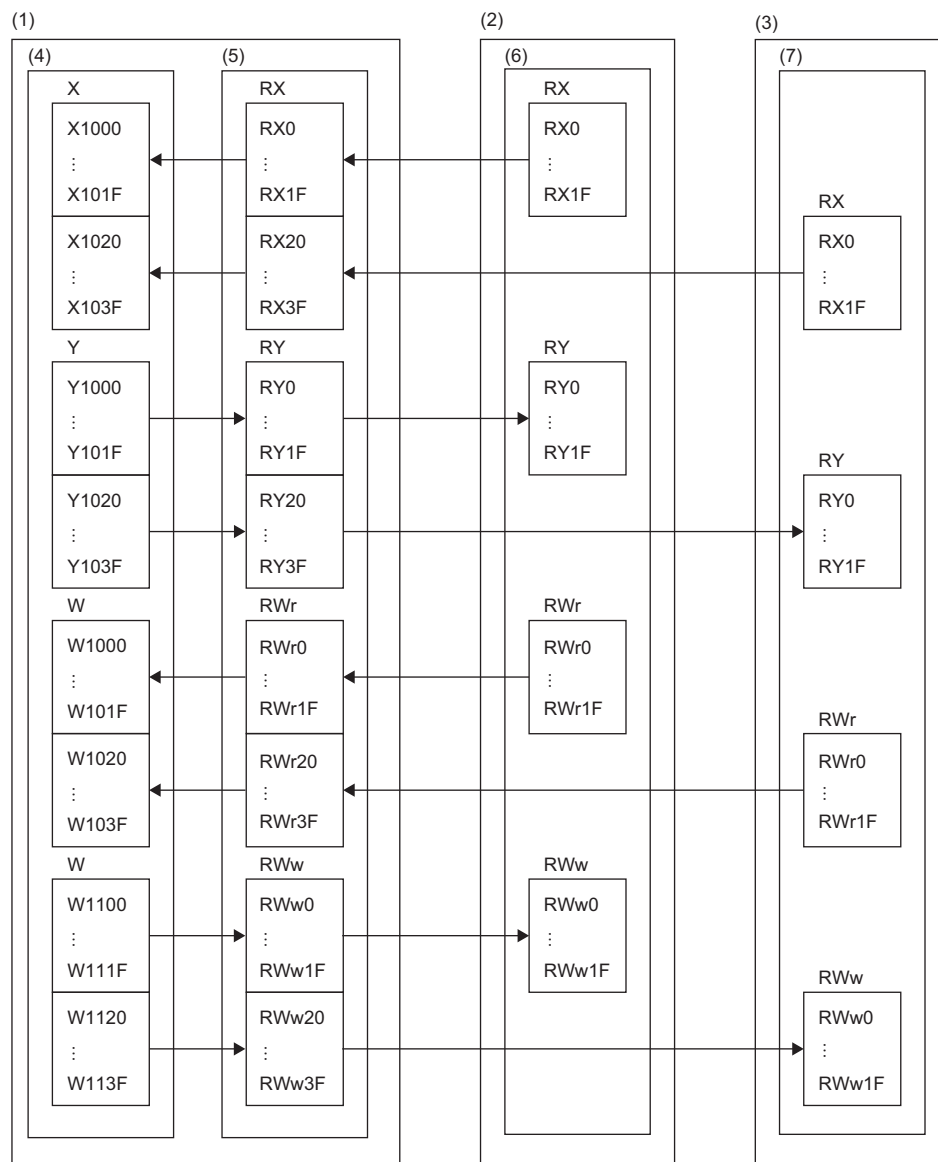 (1)
(2)
(3)
(4)
(5)
(6)
(7)
X
RX
RX
X1000
⋮
X101F
RX0
⋮
RX1F
RX0
⋮
RX1F
RX
X1020
⋮
X103F
RX20
⋮
RX3F
RX0
⋮
RX1F
Y
RY
RY
Y1000
⋮
Y101F
RY0
⋮
RY1F
RY0
⋮
RY1F
RY
Y1020
⋮
Y103F
RY20
⋮
RY3F
RY0
⋮
RY1F
W
RWr
RWr
W1000
⋮
W101F
RWr0
⋮
RWr1F
RWr0
⋮
RWr1F
RWr
W1020
⋮
W103F
RWr20
⋮
RWr3F
RWr0
⋮
RWr1F
W
RWw
RWw
W1100
⋮
W111F
RWw0
⋮
RWw1F
RWw0
⋮
RWw1F
RWw
W1120
⋮
W113F
RWw20
⋮
RWw3F
RWw0
⋮
RWw1F